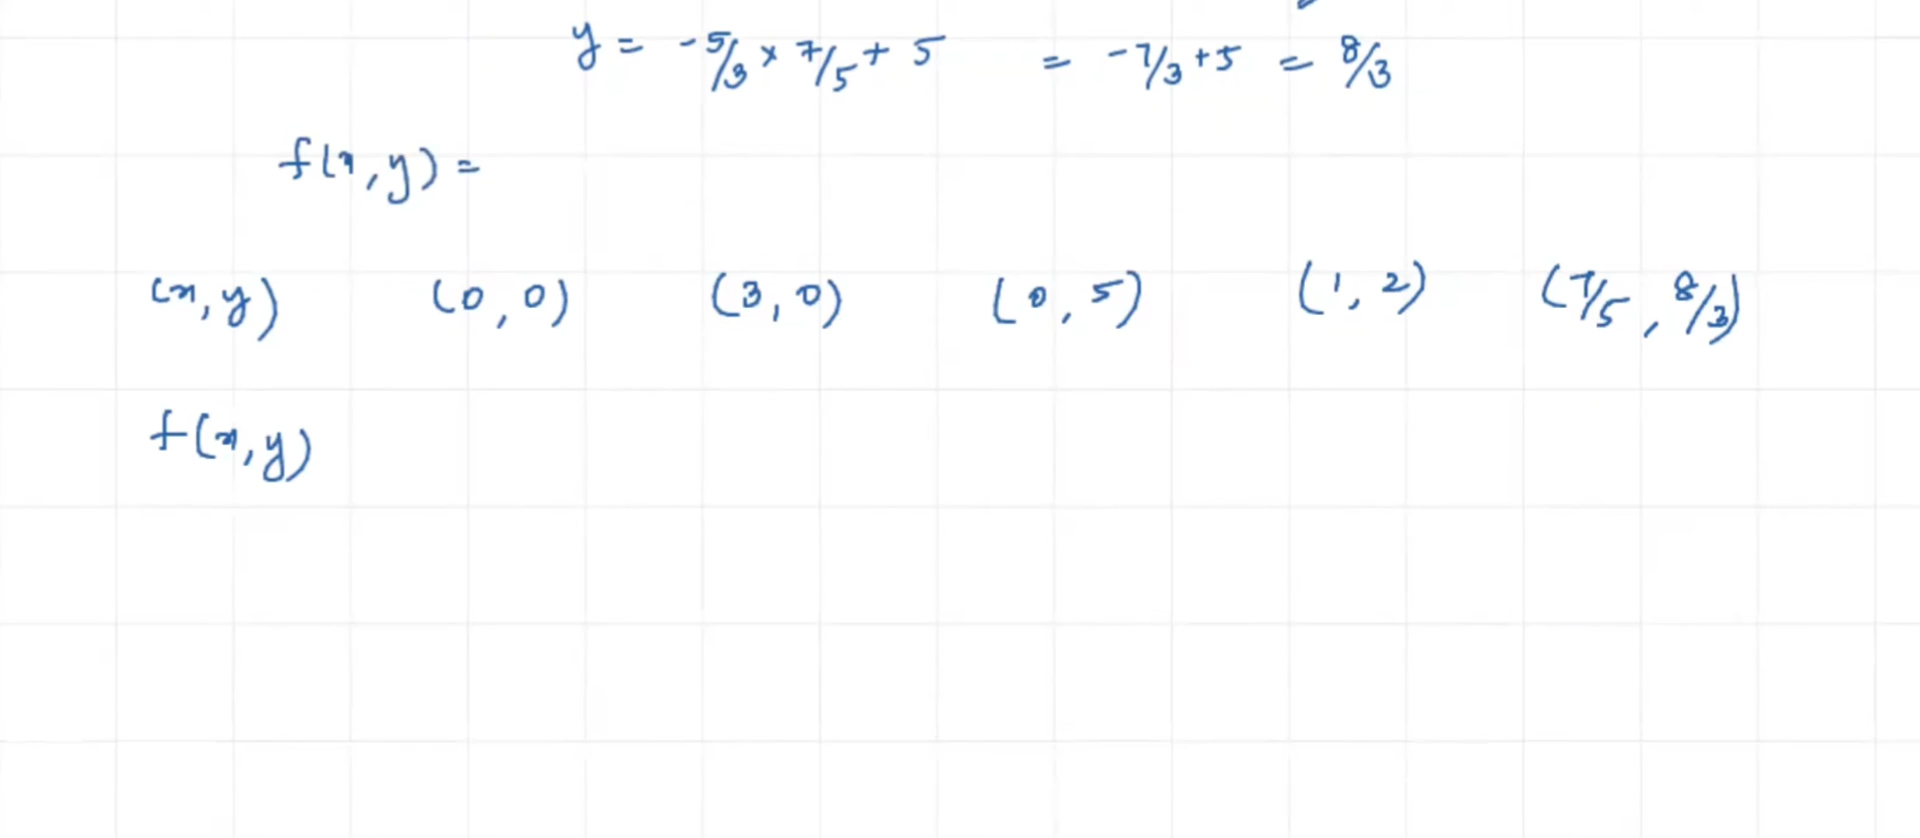 y = -5/3 × 7/5 + 5 = -7/3 + 5 = 8/3
f(x,y) =
(x,y) (0,0) (3,0) (0,5) (1,2) (7/5, 8/3)
f(x,y)